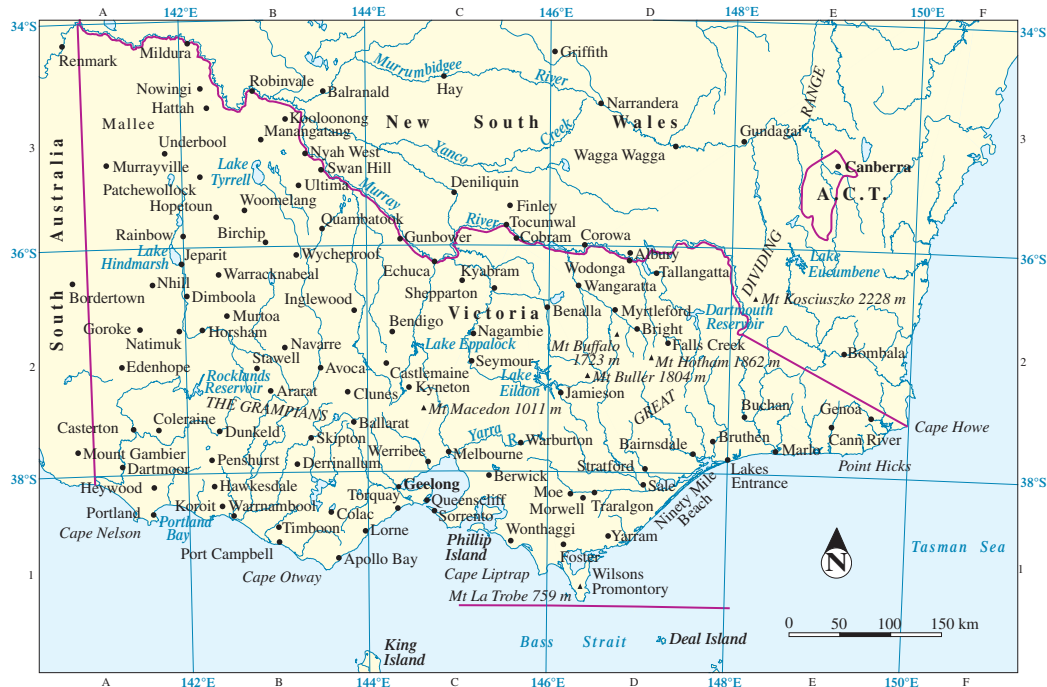 A
142°E
B
144°E
C
146°E
D
148°E
E
150°E
F
34°S
34°S
Renmark
Mildura
Griffith
Murrumbidgee
River
RANGE
Nowingi
Robinvale
Balranald
Hay
Hattah
Narrandera
Mallee
Kooloonong
New South Wales
Manangatang
Creek
Gundagai
3
Underbool
Nyah West
Yanco
Wagga Wagga
3
Murrayville
Lake
Tyrrell
Swan Hill
Canberra
Patchewollock
Ultima
Murray
Deniliquin
A.C.T.
Hopetoun
Woomelang
Finley
South Australia
Quambatook
River
Tocumwal
Rainbow
Birchip
Gunbower
Cobram
Corowa
DIVIDING
36°S
36°S
Lake
Hindmarsh
Jeparit
Wycheproof
Echuca
Kyabram
Wodonga
Albury
Tallangatta
Lake
Eucumbene
Warracknabeal
Nhill
Shepparton
Wangaratta
Bordertown
Dimboola
Inglewood
Mt Kosciuszko 2228 m
Murtoa
Victoria
Benalla
Myrtleford
Dartmouth
Reservoir
Goroke
Horsham
Bendigo
Nagambie
Bright
Natimuk
Navarre
Lake Eppalock
Mt Buffalo
1723 m
Falls Creek
Stawell
Seymour
Mt Hotham 1862 m
Bombala
2
Edenhope
Avoca
Castlemaine
Lake
Eildon
Mt Buller 1804 m
2
Rocklands
Reservoir
Ararat
Clunes
Kyneton
Jamieson
THE GRAMPIANS
Mt Macedon 1011 m
GREAT
Buchan
Genoa
Coleraine
Ballarat
Casterton
Dunkeld
Skipton
Yarra R.
Warburton
Bairnsdale
Bruthen
Cann River
Cape Howe
Mount Gambier
Penshurst
Derrinallum
Werribee
Melbourne
Marlo
Point Hicks
Dartmoor
Stratford
Lakes
Entrance
38°S
38°S
Heywood
Hawkesdale
Geelong
Berwick
Sale
Torquay
Queenscliff
Moe
Portland
Koroit
Warrnambool
Colac
Sorrento
Morwell
Traralgon
Ninety Mile
Beach
Cape Nelson
Portland
Bay
Timboon
Lorne
Phillip
Island
Wonthaggi
Yarram
Port Campbell
Apollo Bay
Foster
Tasman Sea
N
1
Cape Otway
Cape Liptrap
Wilsons
Promontory
1
Mt La Trobe 759 m
0 50 100 150 km
Bass Strait
Deal Island
King
Island
A
142°E
B
144°E
C
146°E
D
148°E
E
150°E
F